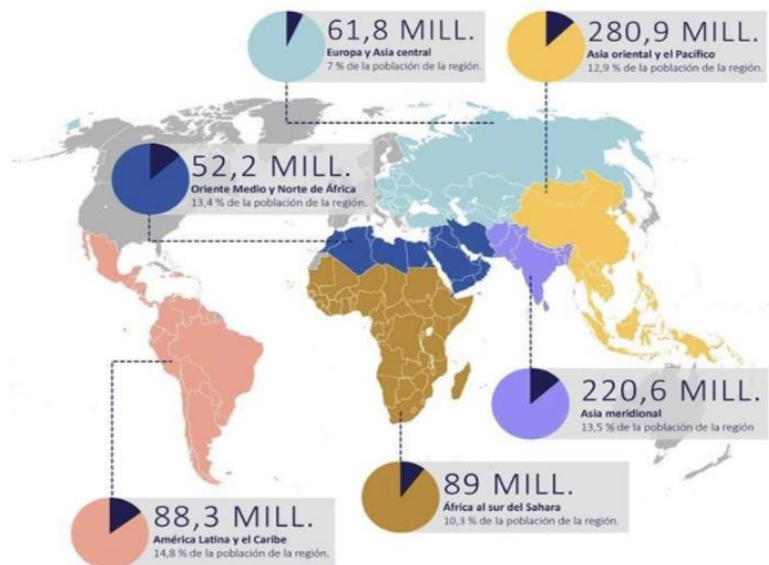 61,8 MILL.
Europa y Asia central
7 % de la población de la región.
280,9 MILL.
Asia oriental y el Pacífico
12,9 % de la población de la región.
52,2 MILL.
Oriente Medio y Norte de África
13,4 % de la población de la región.
220,6 MILL.
Asia meridional
13,5 % de la población de la región
89 MILL.
África al sur del Sahara
10,3 % de la población de la región.
88,3 MILL.
América Latina y el Caribe
14,8 % de la población de la región.